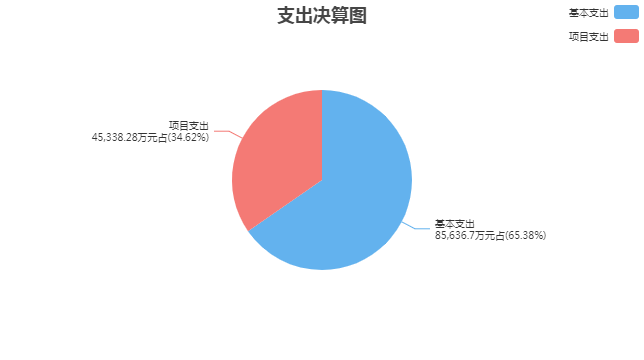 支出决算图
基本支出
项目支出
项目支出
45,338.28万元占(34.62%)
基本支出
85,636.7万元占(65.38%)